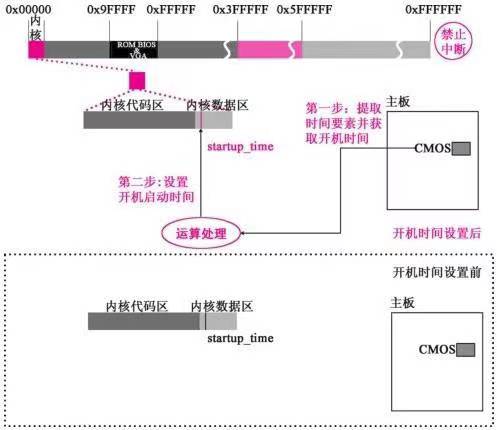 0x00000 0x9FFFF 0xFFFFF 0x3FFFFF 0x5FFFFF 0xFFFFFF
内核
ROM BIOS
&
VGA
禁止
中断
内核代码区 内核数据区
startup_time
第一步：提取
时间要素并获
取开机时间
主板
CMOS
第二步:设置
开机启动时间
运算处理
开机时间设置后
开机时间设置前
内核代码区 内核数据区
startup_time
主板
CMOS